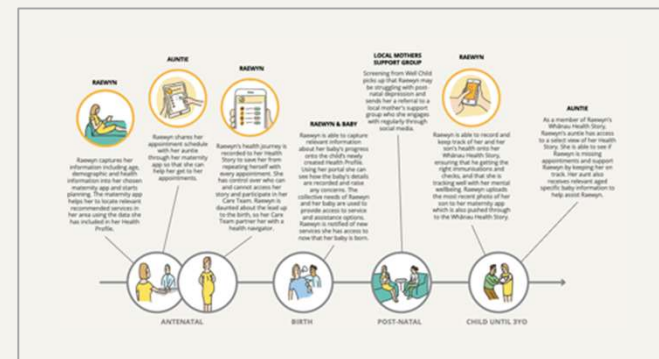 RAEWYN
Raewyn captures her
information including age,
demographic and health
information into her chosen
maternity app and starts
planning. The maternity app
helps her to locate relevant
recommended services in
her area using the data she
has included in her Health
Profile.
AUNTIE
Raewyn shares her
appointment schedule
with her auntie
through her maternity
app so that she can
help her get to her
appointments.
RAEWYN
Raewyn's health journey is
recorded to her Health
Story to save her from
repeating herself with
every appointment. She
has control over who can
and cannot access her
story and participate in her
Care Team. Raewyn is
daunted about the lead up
to the birth, so her Care
Team partner her with a
health navigator.
RAEWYN & BABY
Raewyn is able to capture
relevant information
about her baby's progress
onto the child's newly
created Health Profile.
Using her portal she can
see how the baby's details
are recorded and raise
any concerns. The
collective needs of Raewyn
and her baby are used to
provide access to service
and assistance options.
Raewyn is notified of new
services she has access to
now that her baby is born.
LOCAL MOTHERS
SUPPORT GROUP
Screening from Well Child
picks up that Raewyn may
be struggling with post-
natal depression and
sends her a referral to a
local mother's support
group who she engages
with regularly through
social media.
RAEWYN
Raewyn is able to record and
keep track of her and her
son's health onto her
Whānau Health Story,
ensuring that he getting the
right immunisations and
checks, and that she is
tracking well with her mental
wellbeing. Raewyn uploads
the most recent photo of her
son to her maternity app
which is also pushed through
to the Whānau Health Story.
AUNTIE
As a member of Raewyn's
Whānau Health Story,
Raewyn's auntie has access
to a select view of her Health
Story. She is able to see if
Raewyn is missing
appointments and support
Raewyn by keeping her on
track. Her aunt also
receives relevant aged
specific baby information to
help assist Raewyn.
ANTENATAL
BIRTH
POST-NATAL
CHILD UNTIL 3YO